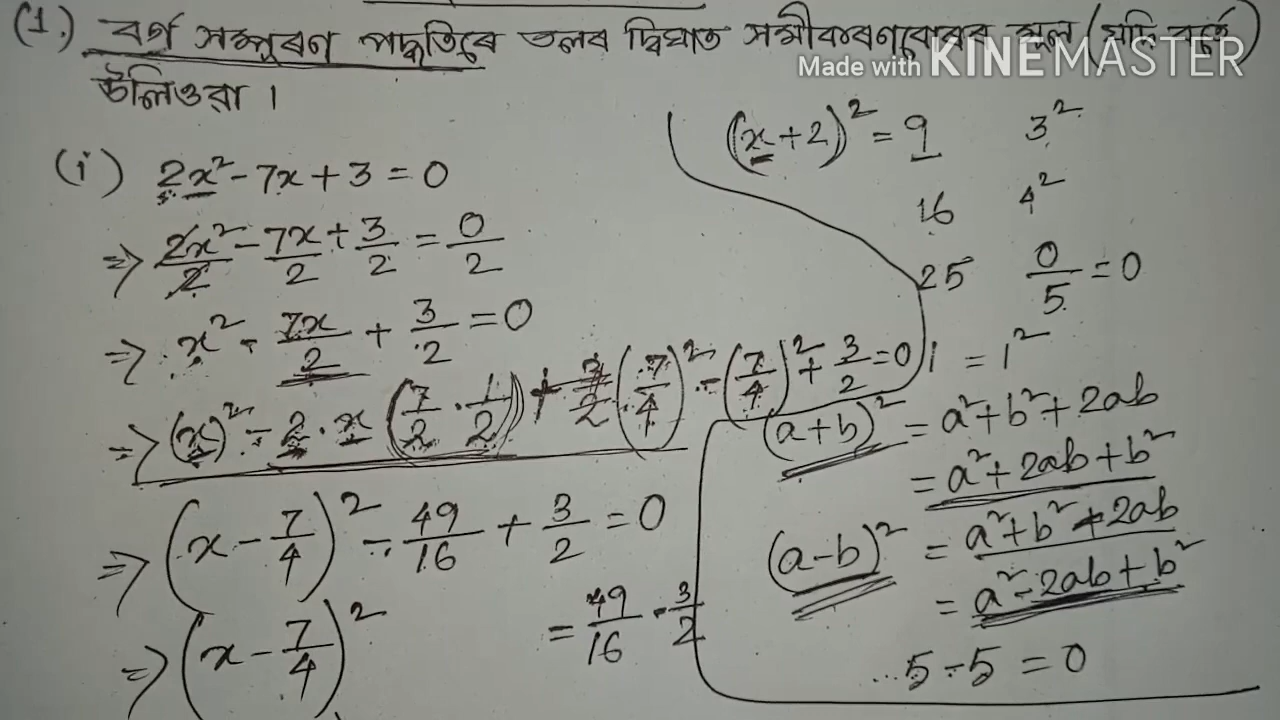 (1.) বৰ্গ সম্পুৰণ পদ্ধতিৰে তলৰ দ্বিঘাত সমীকৰণবোৰৰ মূল (যদি বৰ্তে)
উলিওৱা ।
Made with KINEMASTER
(i) 2x² - 7x + 3 = 0
=> 2x²/2 - 7x/2 + 3/2 = 0/2
=> x² - 7x/2 + 3/2 = 0
=> (x)² - 2 · x (7/2 · 1/2) + (7/4)² - (7/4)² + 3/2 = 0
=> (x - 7/4)² - 49/16 + 3/2 = 0
=> (x - 7/4)² = 49/16 - 3/2
(x + 2)² = 9 3²
16 4²
25 0/5 = 0
1 = 1²
(a+b)² = a² + b² + 2ab
= a² + 2ab + b²
(a-b)² = a² + b² - 2ab
= a² - 2ab + b²
5 - 5 = 0